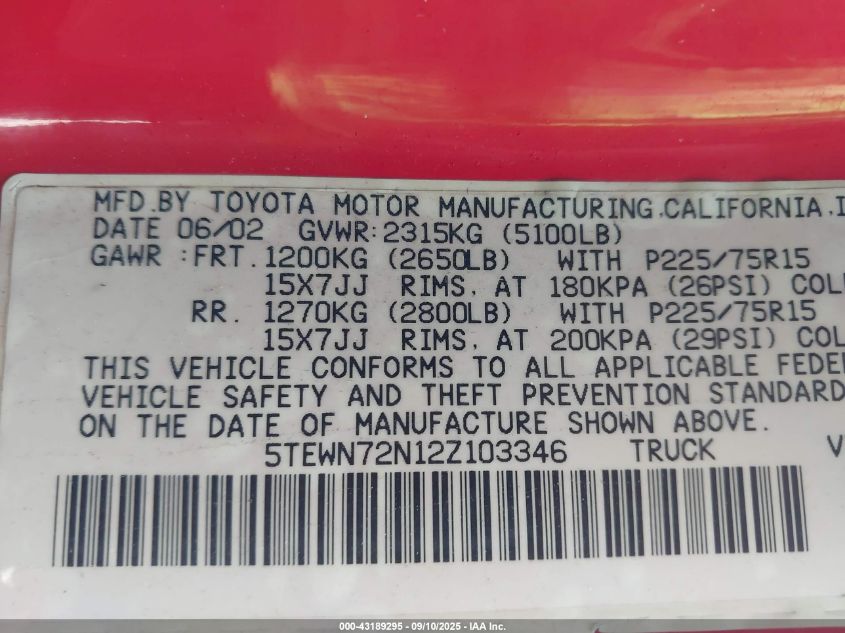 MFD.BY TOYOTA MOTOR MANUFACTURING.CALIFORNIA.I
DATE 06/02 GVWR:2315KG (5100LB)
GAWR :FRT.1200KG (2650LB) WITH P225/75R15
15X7JJ RIMS, AT 180KPA (26PSI) COL
RR. 1270KG (2800LB) WITH P225/75R15
15X7JJ RIMS, AT 200KPA (29PSI) COL
THIS VEHICLE CONFORMS TO ALL APPLICABLE FEDE
VEHICLE SAFETY AND THEFT PREVENTION STANDARD
ON THE DATE OF MANUFACTURE SHOWN ABOVE.
5TEWN72N12Z103346 TRUCK V
000-43189295 - 09/10/2025 - IAA Inc.